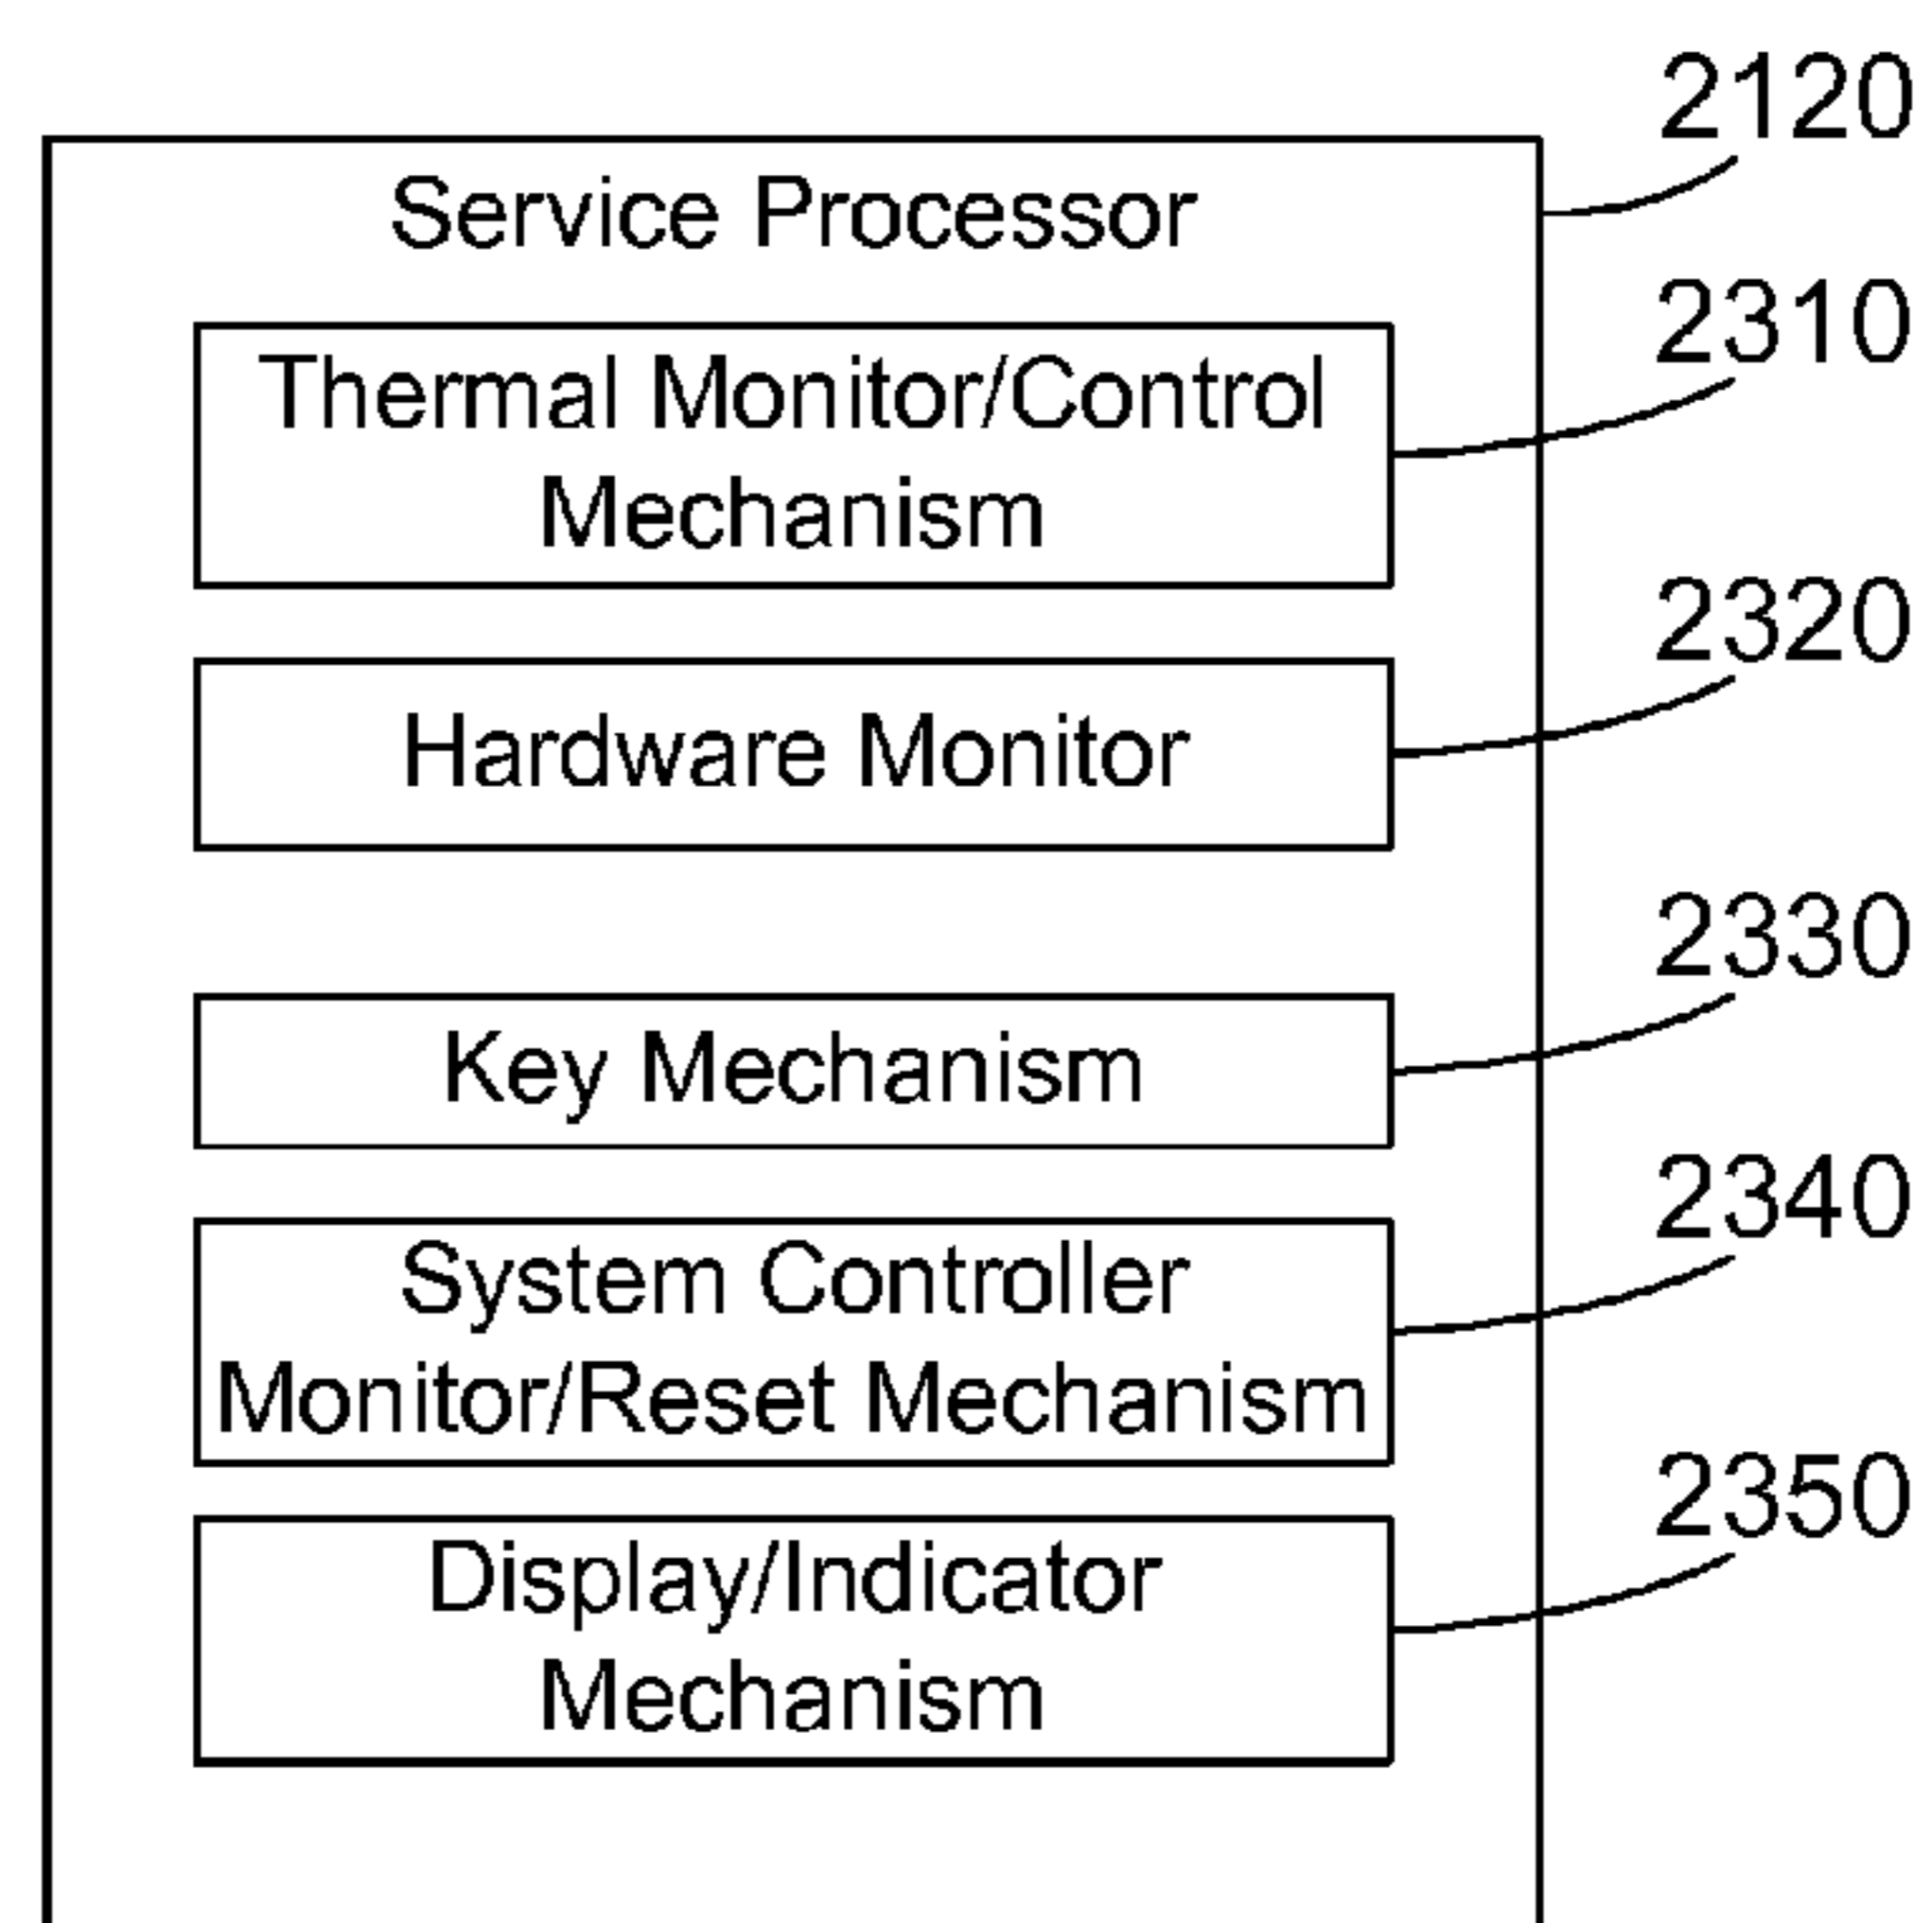 2120
Service Processor
2310
Thermal Monitor/Control
Mechanism
2320
Hardware Monitor
2330
Key Mechanism
2340
System Controller
Monitor/Reset Mechanism
2350
Display/Indicator
Mechanism